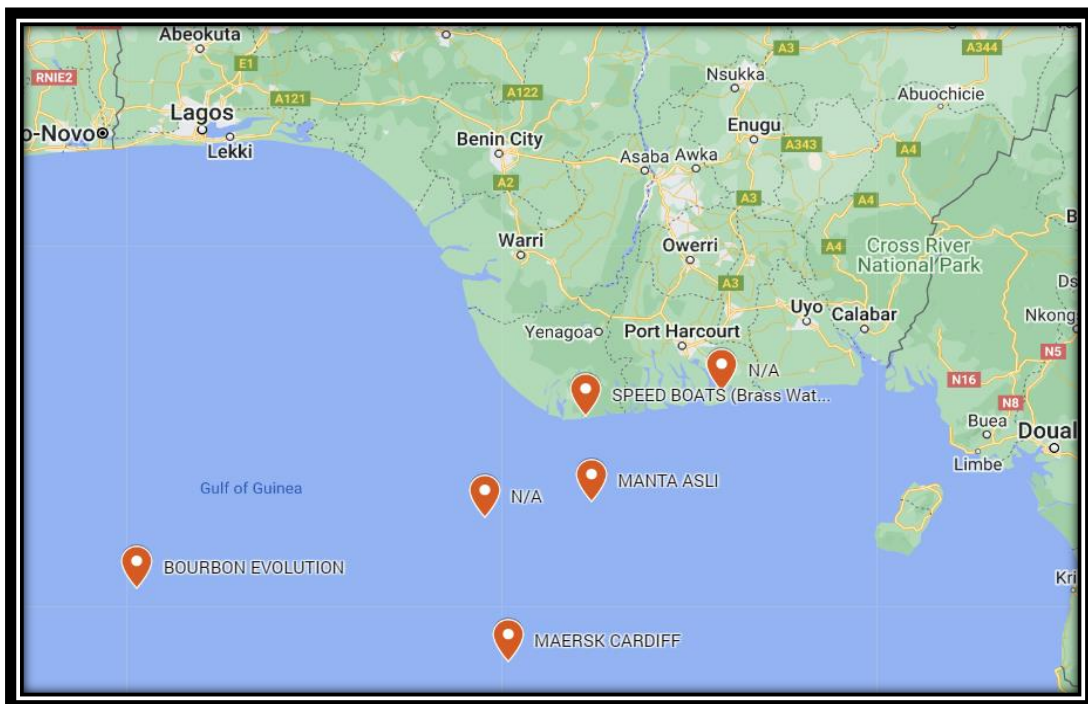 Abeokuta
A3
A344
RNIE2
E1
Nsukka
A122
A121
Abuochicie
Lagos
o-Novo
Lekki
Benin City
Enugu
A343
A4
Asaba
Awka
A2
A3
A4
Warri
Owerri
A4
Cross River
National Park
B
A3
Ds
Uyo
Calabar
Nkong
Yenagoa
Port Harcourt
N5
N/A
N16
SPEED BOATS (Brass Wat...
N8
Buea
Doual
Limbe
MANTA ASLI
Gulf of Guinea
N/A
BOURBON EVOLUTION
Kri
MAERSK CARDIFF